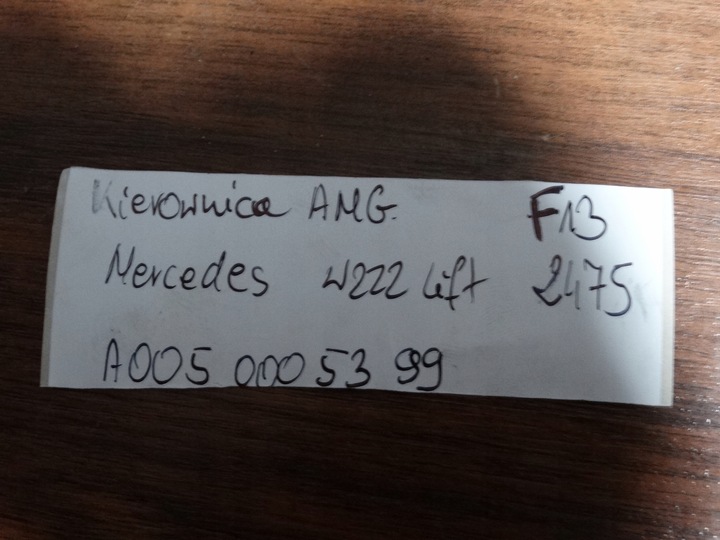 Kierownica AMG. F13
Mercedes W222 Lift 2475
A005 000 53 99